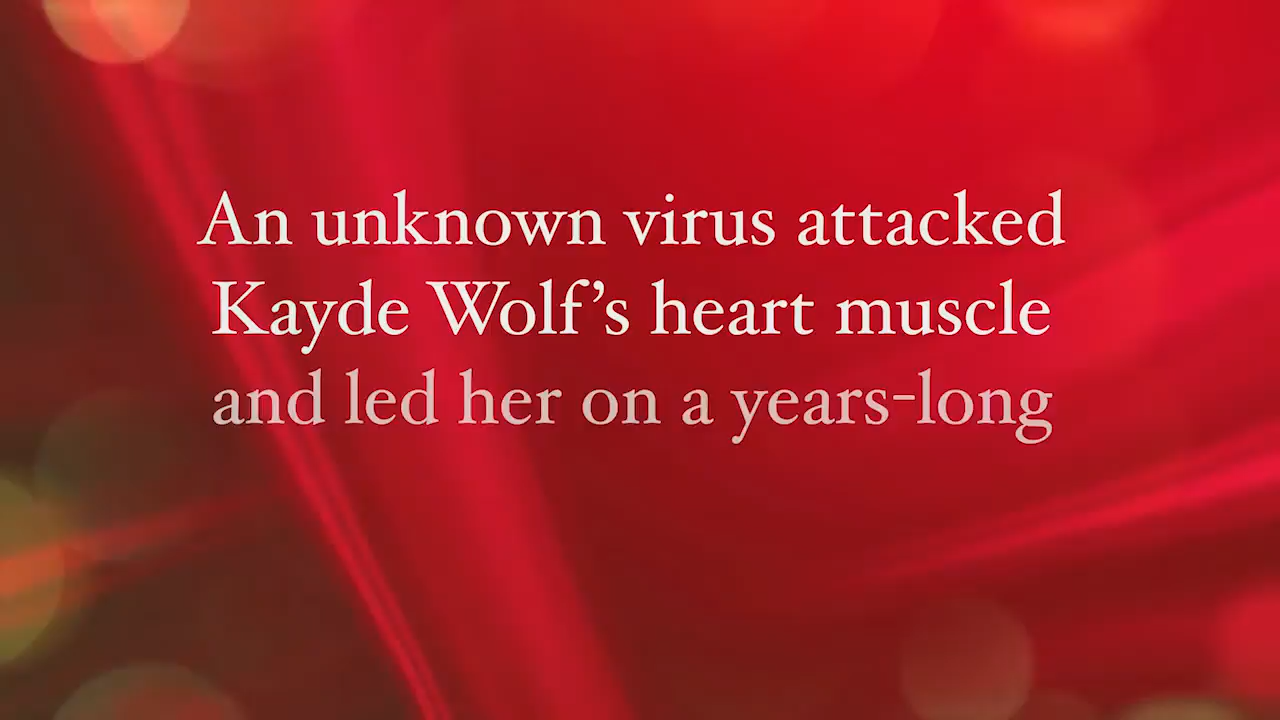 An unknown virus attacked
Kayde Wolf’s heart muscle
and led her on a years-long